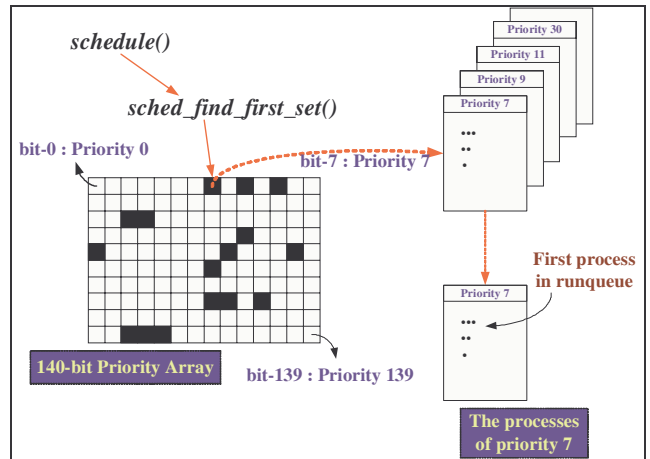 schedule()
sched_find_first_set()
bit-0 : Priority 0
bit-7 : Priority 7
Priority 30
Priority 11
Priority 9
Priority 7
First process
in runqueue
Priority 7
140-bit Priority Array
bit-139 : Priority 139
The processes
of priority 7